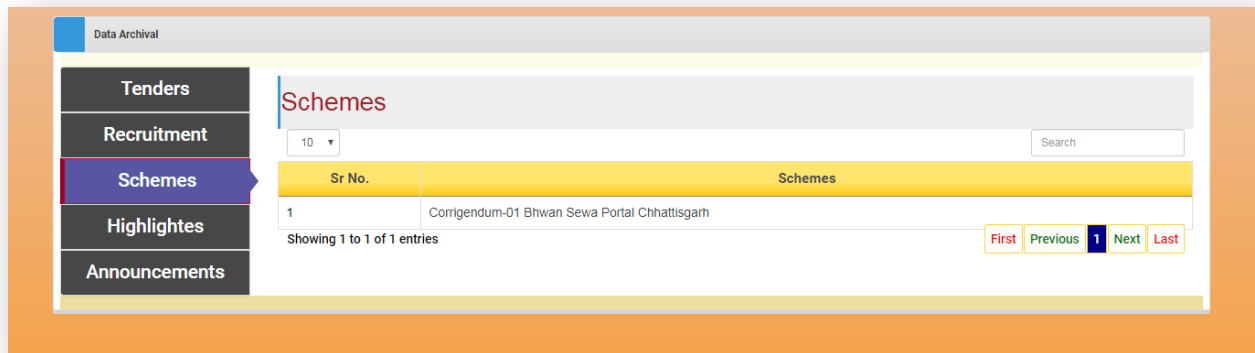 Data Archival
Tenders
Recruitment
Schemes
Highlightes
Announcements
Schemes
10
Search
Sr No. Schemes
1 Corrigendum-01 Bhwan Sewa Portal Chhattisgarh
Showing 1 to 1 of 1 entries
First Previous 1 Next Last